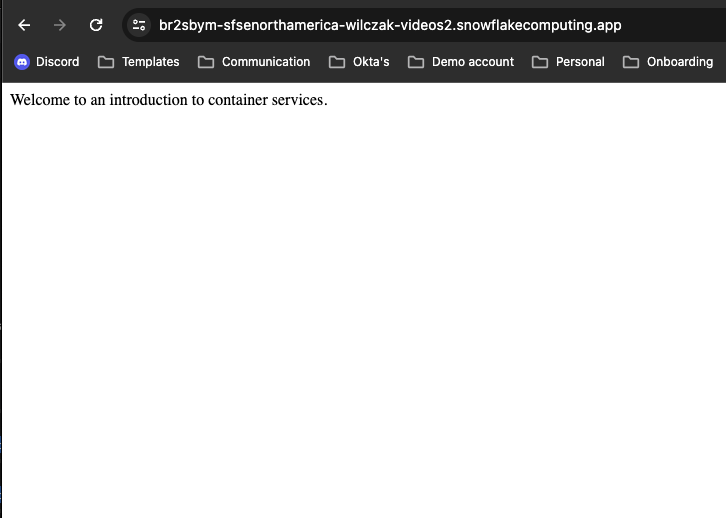 br2sbym-sfsenorthamerica-wilczak-videos2.snowflakecomputing.app
Discord Templates Communication Okta's Demo account Personal Onboarding
Welcome to an introduction to container services.